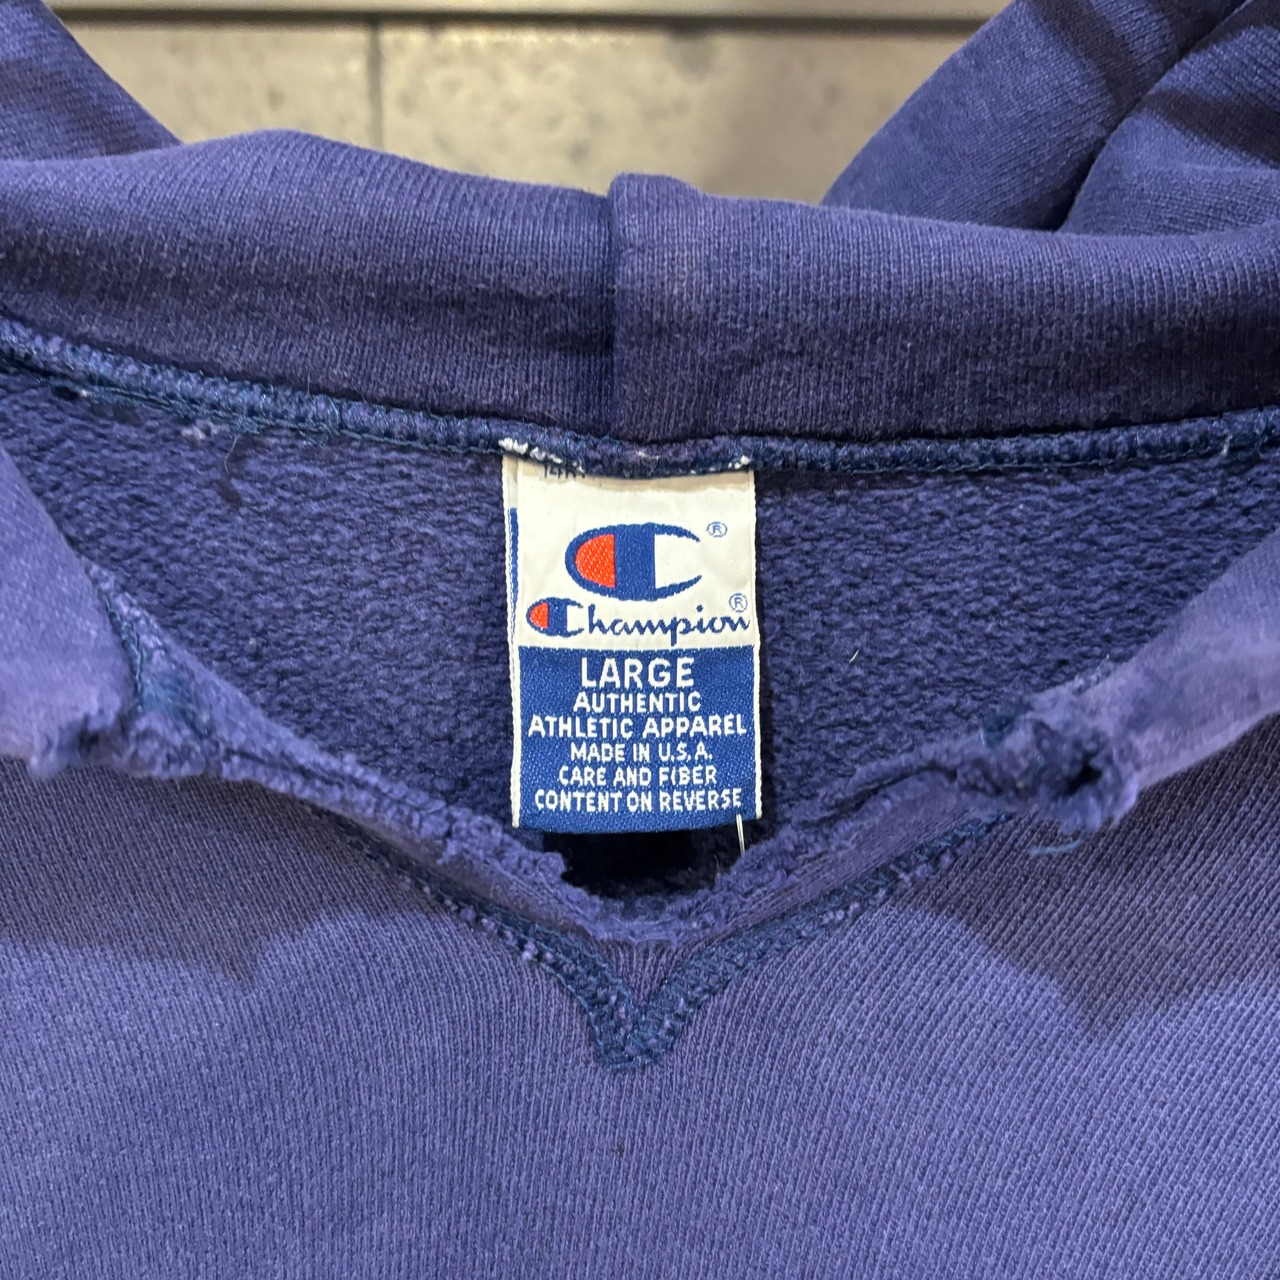 ®
Champion®
LARGE
AUTHENTIC
ATHLETIC APPAREL
MADE IN U.S.A.
CARE AND FIBER
CONTENT ON REVERSE